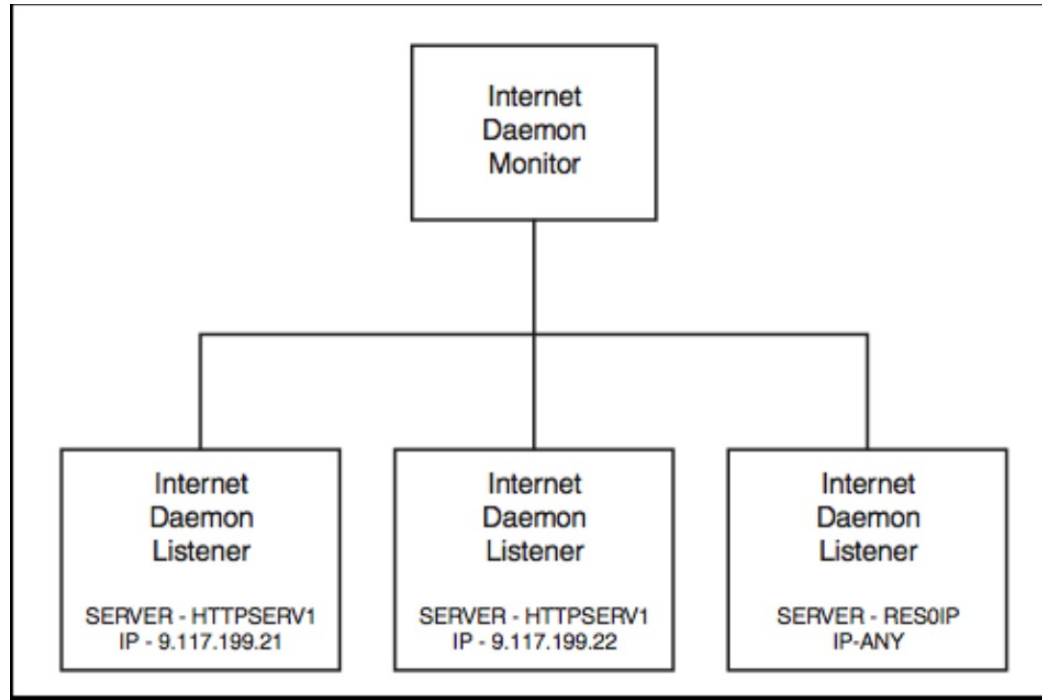 Internet
Daemon
Monitor
Internet
Daemon
Listener
SERVER - HTTPSERV1
IP - 9.117.199.21
Internet
Daemon
Listener
SERVER - HTTPSERV1
IP - 9.117.199.22
Internet
Daemon
Listener
SERVER - RES0IP
IP-ANY